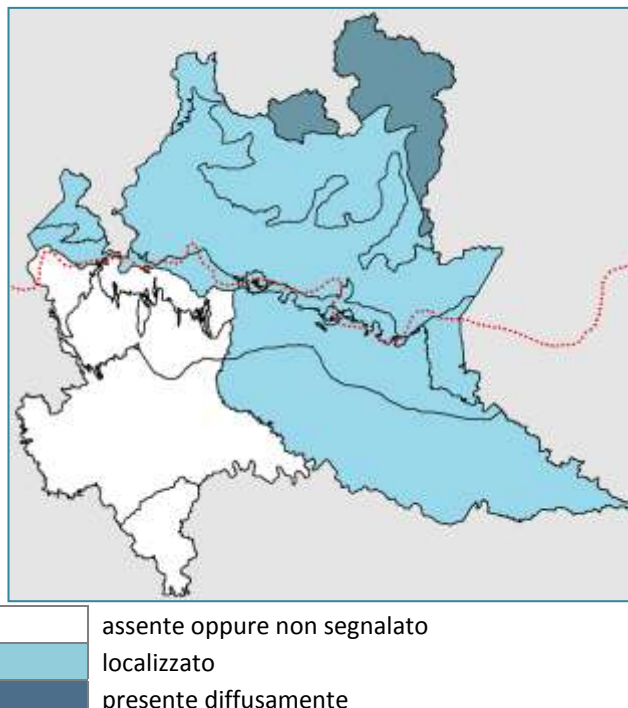 assente oppure non segnalato
localizzato
presente diffusamente